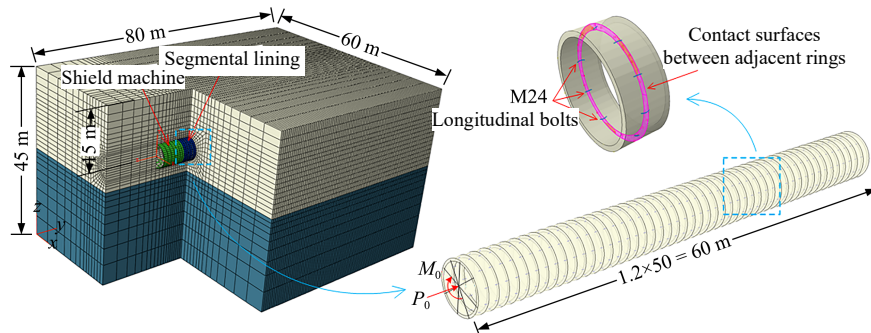 80 m
60 m
Segmental lining
Shield machine
45 m
15 m
z
y
x
Contact surfaces
between adjacent rings
M24
Longitudinal bolts
M₀
P₀
1.2×50 = 60 m